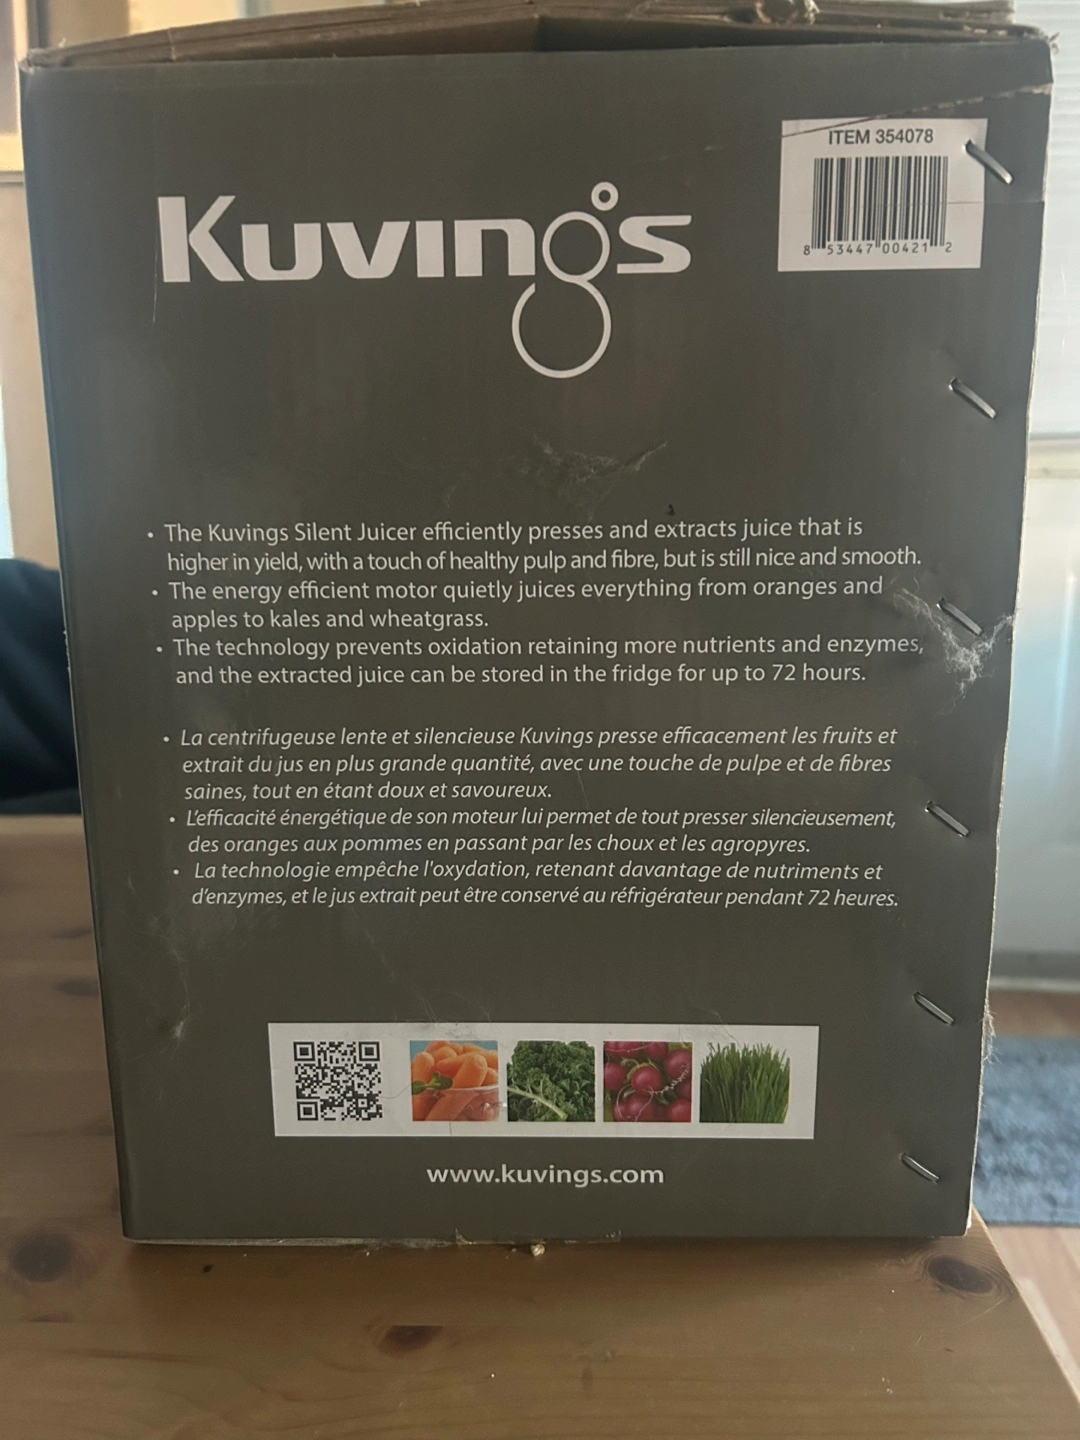 ITEM 354078
8 53447 00421 2
Kuvings
• The Kuvings Silent Juicer efficiently presses and extracts juice that is
higher in yield, with a touch of healthy pulp and fibre, but is still nice and smooth.
• The energy efficient motor quietly juices everything from oranges and
apples to kales and wheatgrass.
• The technology prevents oxidation retaining more nutrients and enzymes,
and the extracted juice can be stored in the fridge for up to 72 hours.
• La centrifugeuse lente et silencieuse Kuvings presse efficacement les fruits et
extrait du jus en plus grande quantité, avec une touche de pulpe et de fibres
saines, tout en étant doux et savoureux.
• L'efficacité énergétique de son moteur lui permet de tout presser silencieusement,
des oranges aux pommes en passant par les choux et les agropyres.
• La technologie empêche l'oxydation, retenant davantage de nutriments et
d'enzymes, et le jus extrait peut être conservé au réfrigérateur pendant 72 heures.
www.kuvings.com